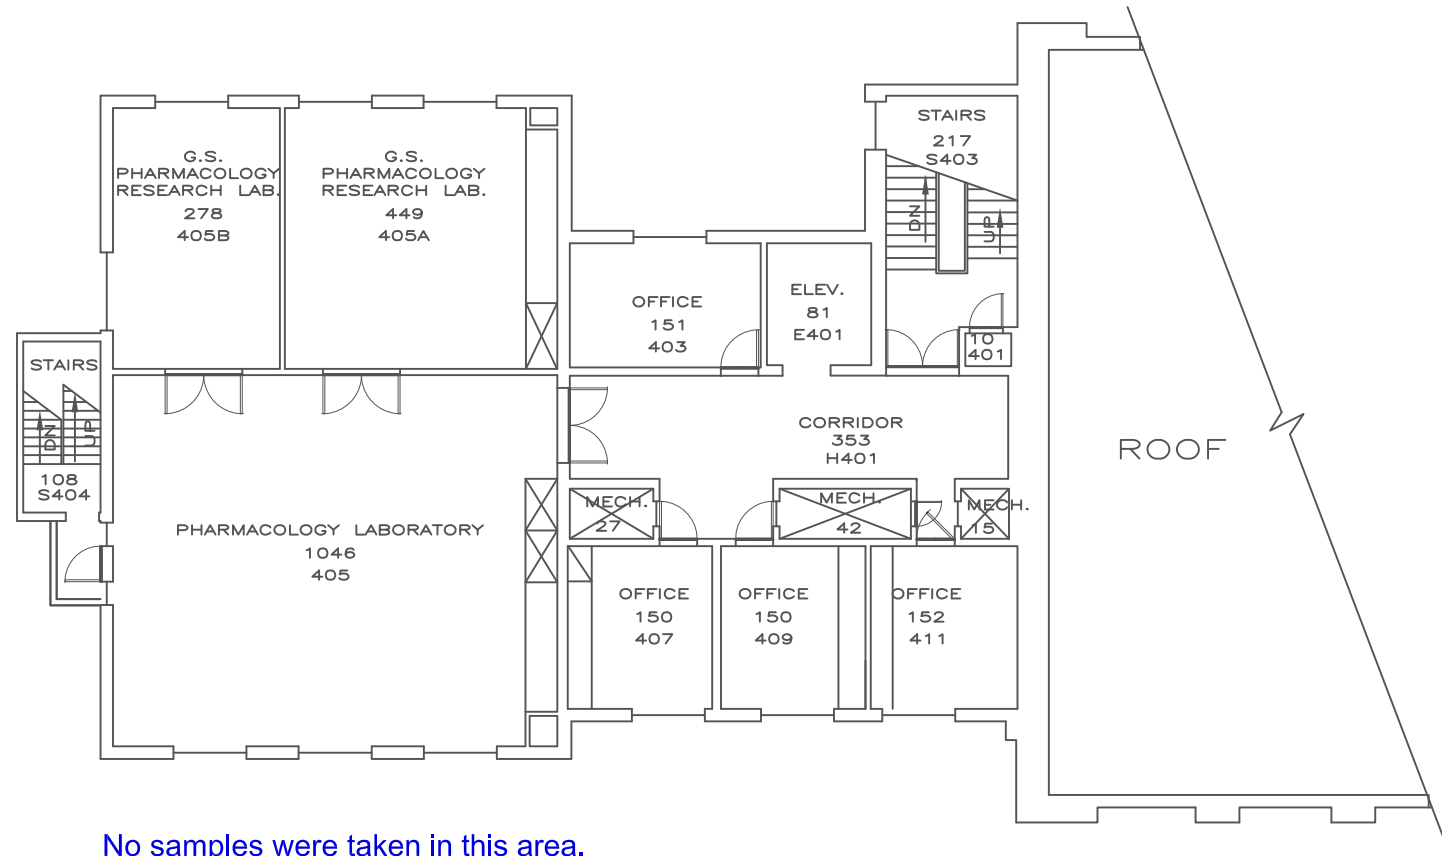 STAIRS
217
S403
DN
UP
G.S.
PHARMACOLOGY
RESEARCH LAB.
278
405B
G.S.
PHARMACOLOGY
RESEARCH LAB.
449
405A
OFFICE
151
403
ELEV.
81
E401
10
401
STAIRS
DN
UP
108
S404
CORRIDOR
353
H401
ROOF
MECH.
27
MECH.
42
MECH.
15
PHARMACOLOGY LABORATORY
1046
405
OFFICE
150
407
OFFICE
150
409
OFFICE
152
411
No samples were taken in this area.